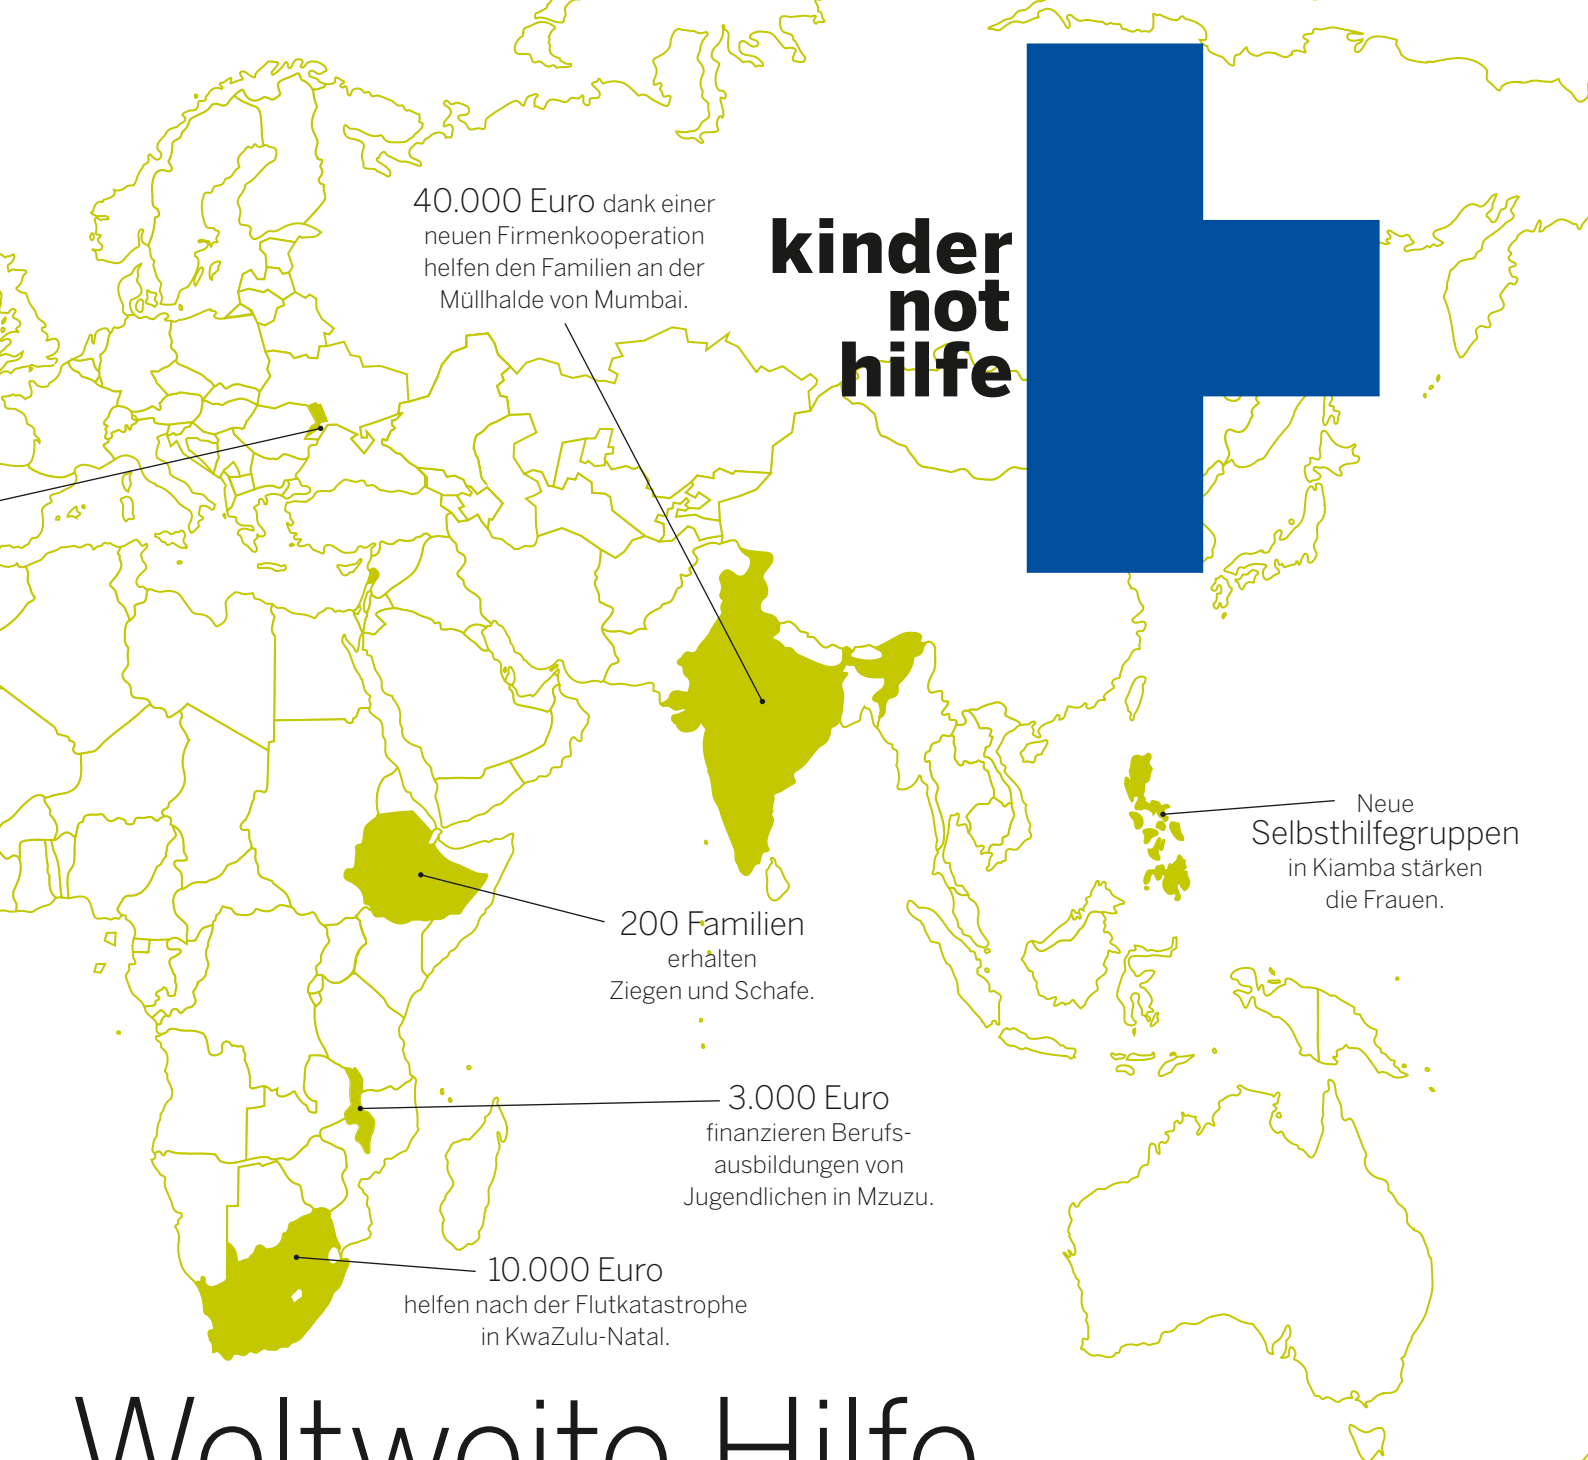 40.000 Euro dank einer
neuen Firmenkooperation
helfen den Familien an der
Müllhalde von Mumbai.
kinder
not
hilfe
Neue
Selbsthilfegruppen
in Kiamba stärken
die Frauen.
200 Familien
erhalten
Ziegen und Schafe.
3.000 Euro
finanzieren Berufs-
ausbildungen von
Jugendlichen in Mzuzu.
10.000 Euro
helfen nach der Flutkatastrophe
in KwaZulu-Natal.
Weltweite Hilfe